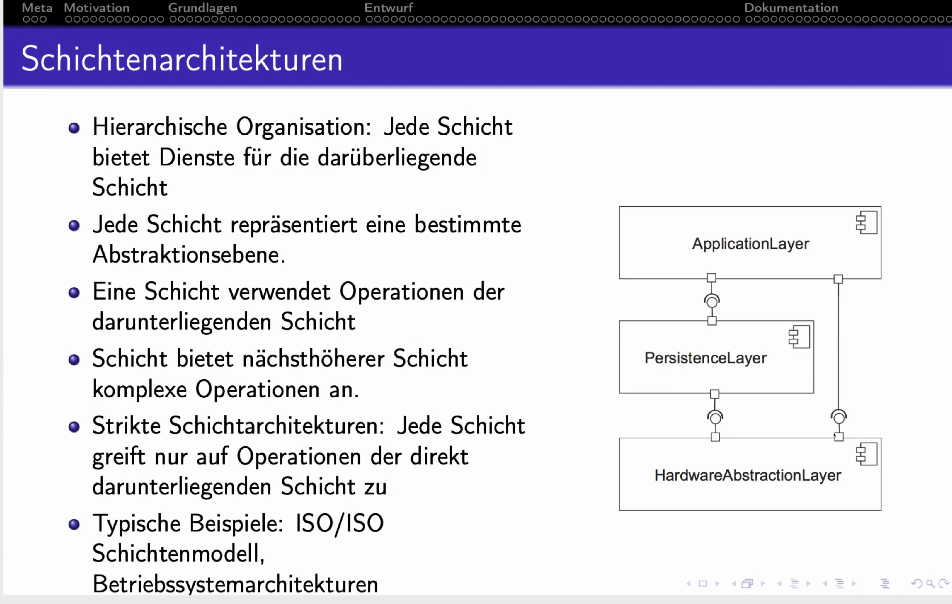 Meta Motivation Grundlagen Entwurf Dokumentation
Schichtenarchitekturen
Hierarchische Organisation: Jede Schicht
bietet Dienste für die darüberliegende
Schicht
Jede Schicht repräsentiert eine bestimmte
Abstraktionsebene.
Eine Schicht verwendet Operationen der
darunterliegenden Schicht
Schicht bietet nächsthöherer Schicht
komplexe Operationen an.
Strikte Schichtarchitekturen: Jede Schicht
greift nur auf Operationen der direkt
darunterliegenden Schicht zu
Typische Beispiele: ISO/ISO
Schichtenmodell,
Betriebssystemarchitekturen
ApplicationLayer
PersistenceLayer
HardwareAbstractionLayer